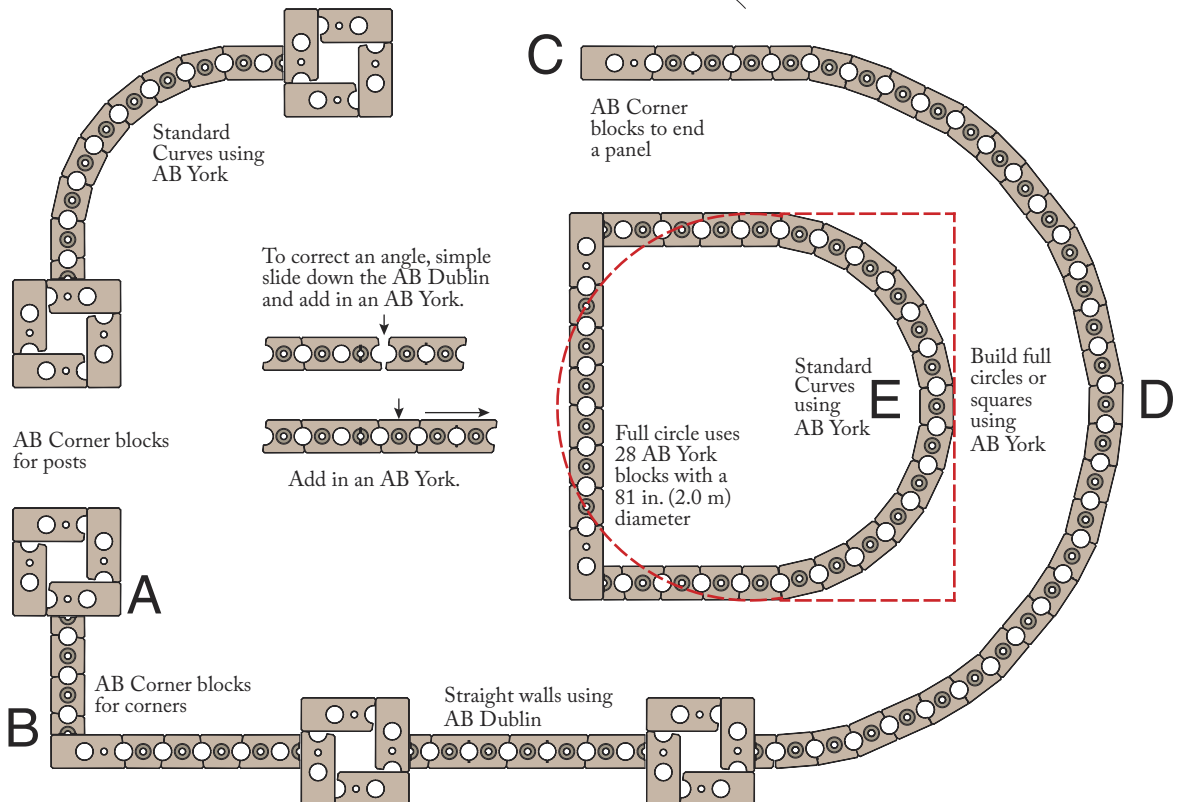 C
Standard
Curves using
AB York
AB Corner
blocks to end
a panel
To correct an angle, simple
slide down the AB Dublin
and add in an AB York.
Add in an AB York.
AB Corner blocks
for posts
Standard
Curves
using
AB York
E
Build full
circles or
squares
using
AB York
D
Full circle uses
28 AB York
blocks with a
81 in. (2.0 m)
diameter
A
AB Corner blocks
for corners
B
Straight walls using
AB Dublin